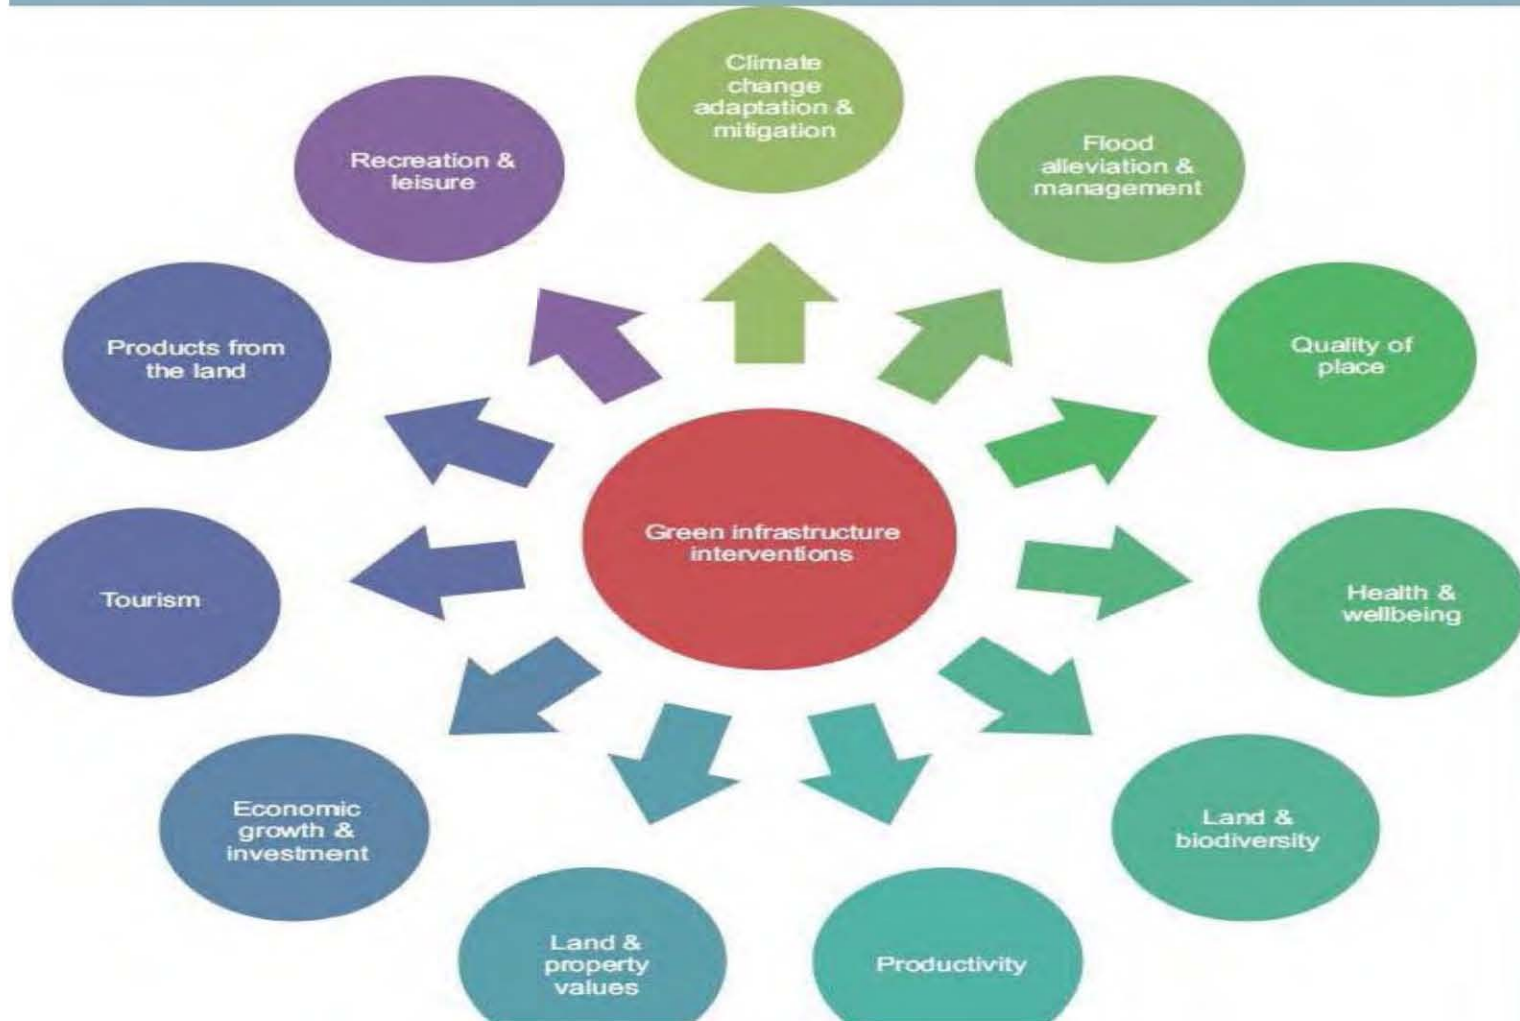 Climate
change
adaptation &
mitigation
Flood
alleviation &
management
Quality of
place
Health &
wellbeing
Land &
biodiversity
Productivity
Land &
property
values
Economic
growth &
investment
Tourism
Products from
the land
Recreation &
leisure
Green infrastructure
interventions